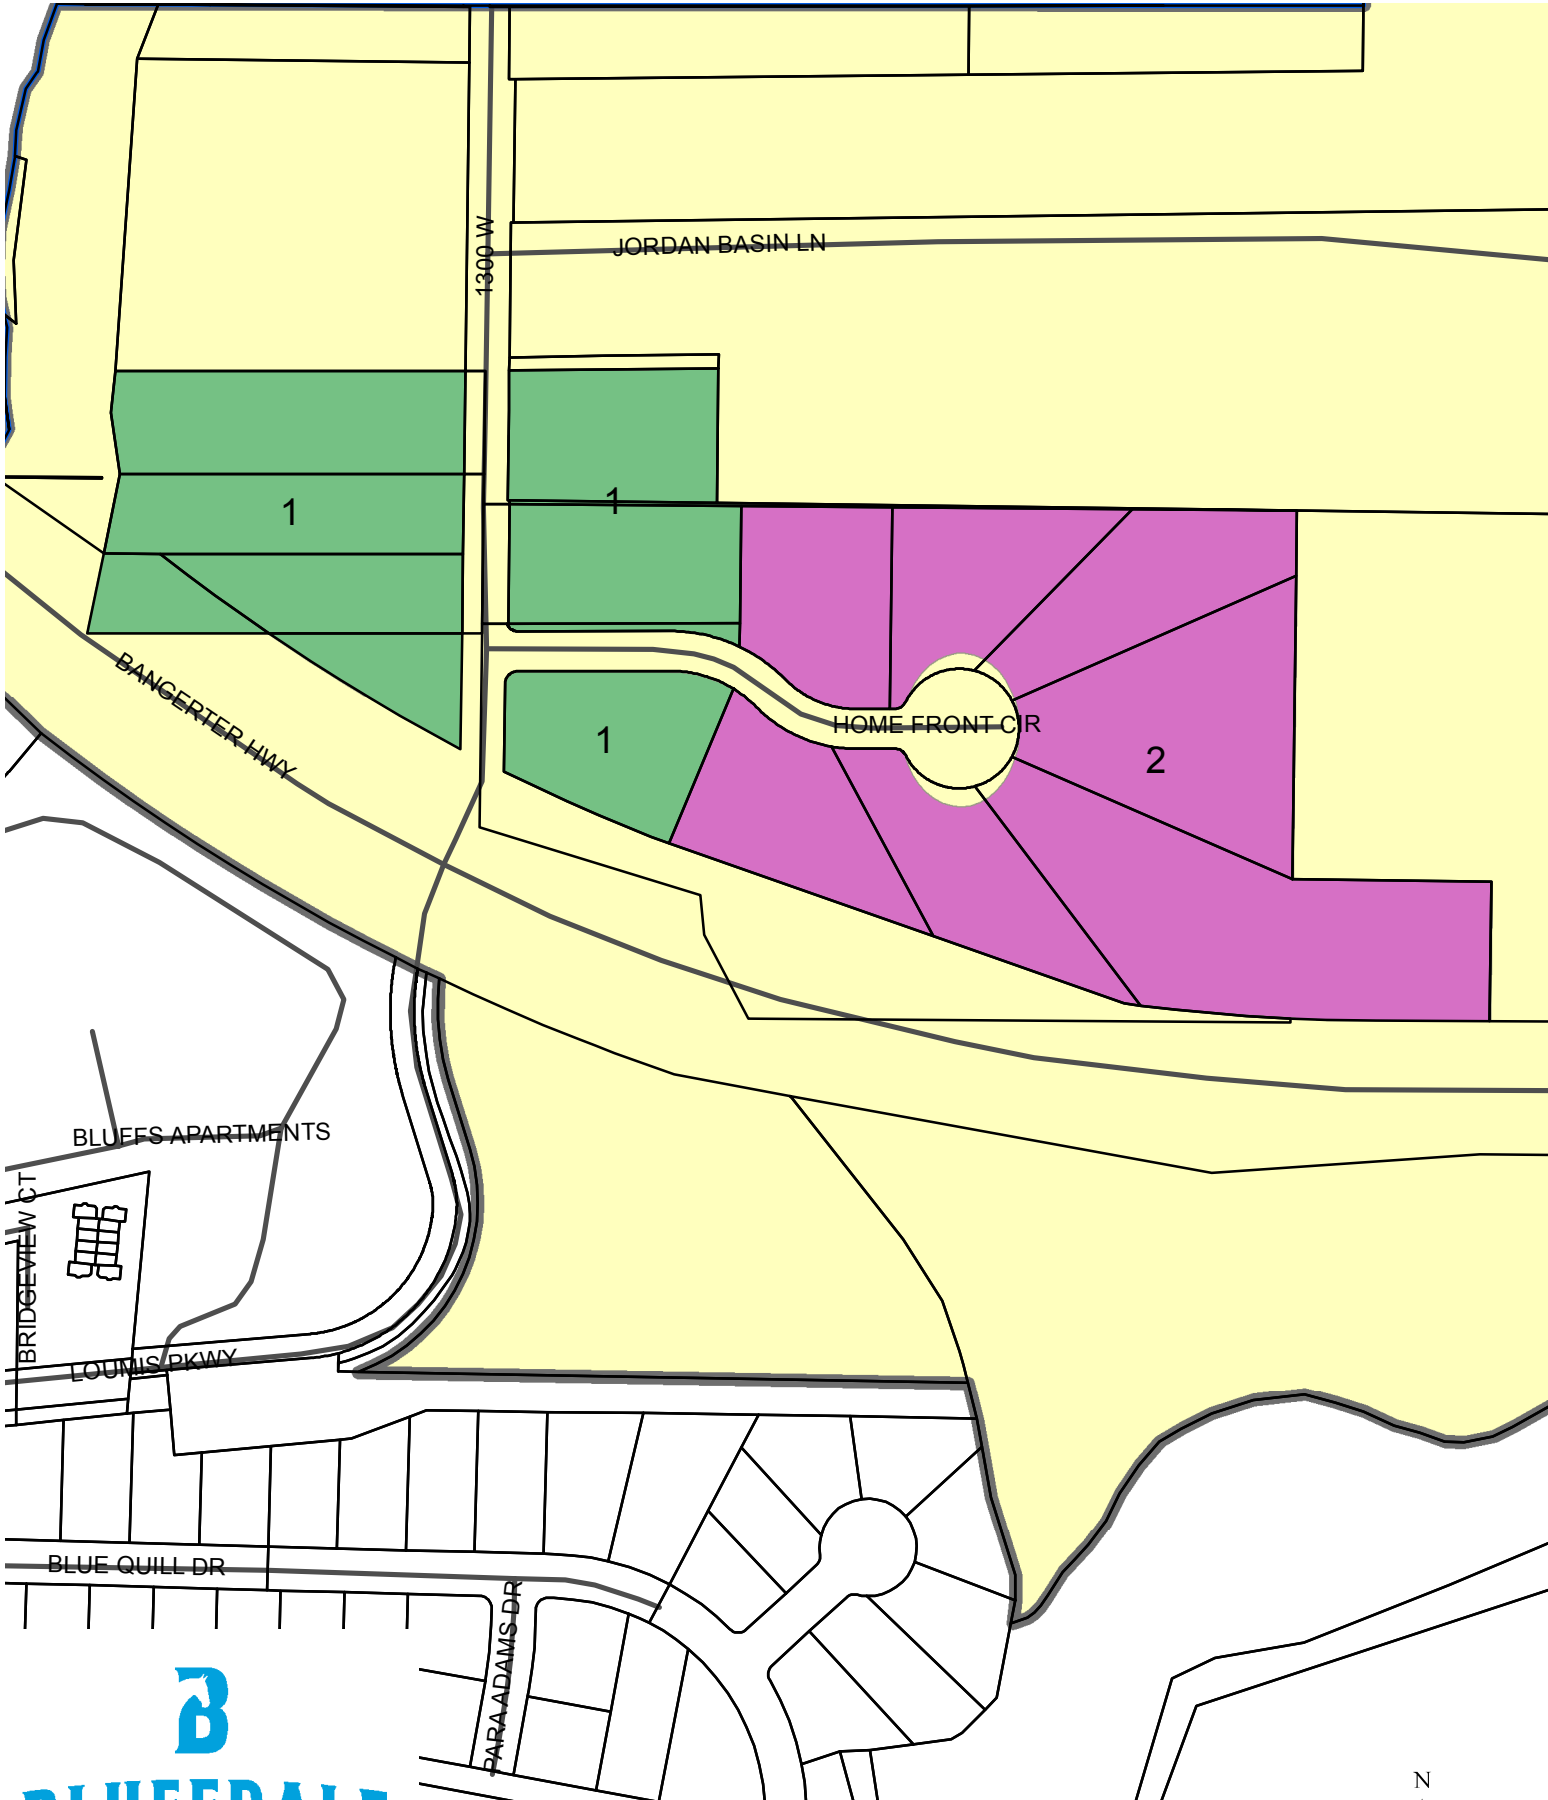 1300 W
JORDAN BASIN LN
1
1
BANGERTER HWY
HOME FRONT CIR
1
2
BLUFFS APARTMENTS
BRIDGEVIEW CT
LOUMIS PKWY
BLUE QUILL DR
PARA ADAMS DR
B
BLUFFDALE
N